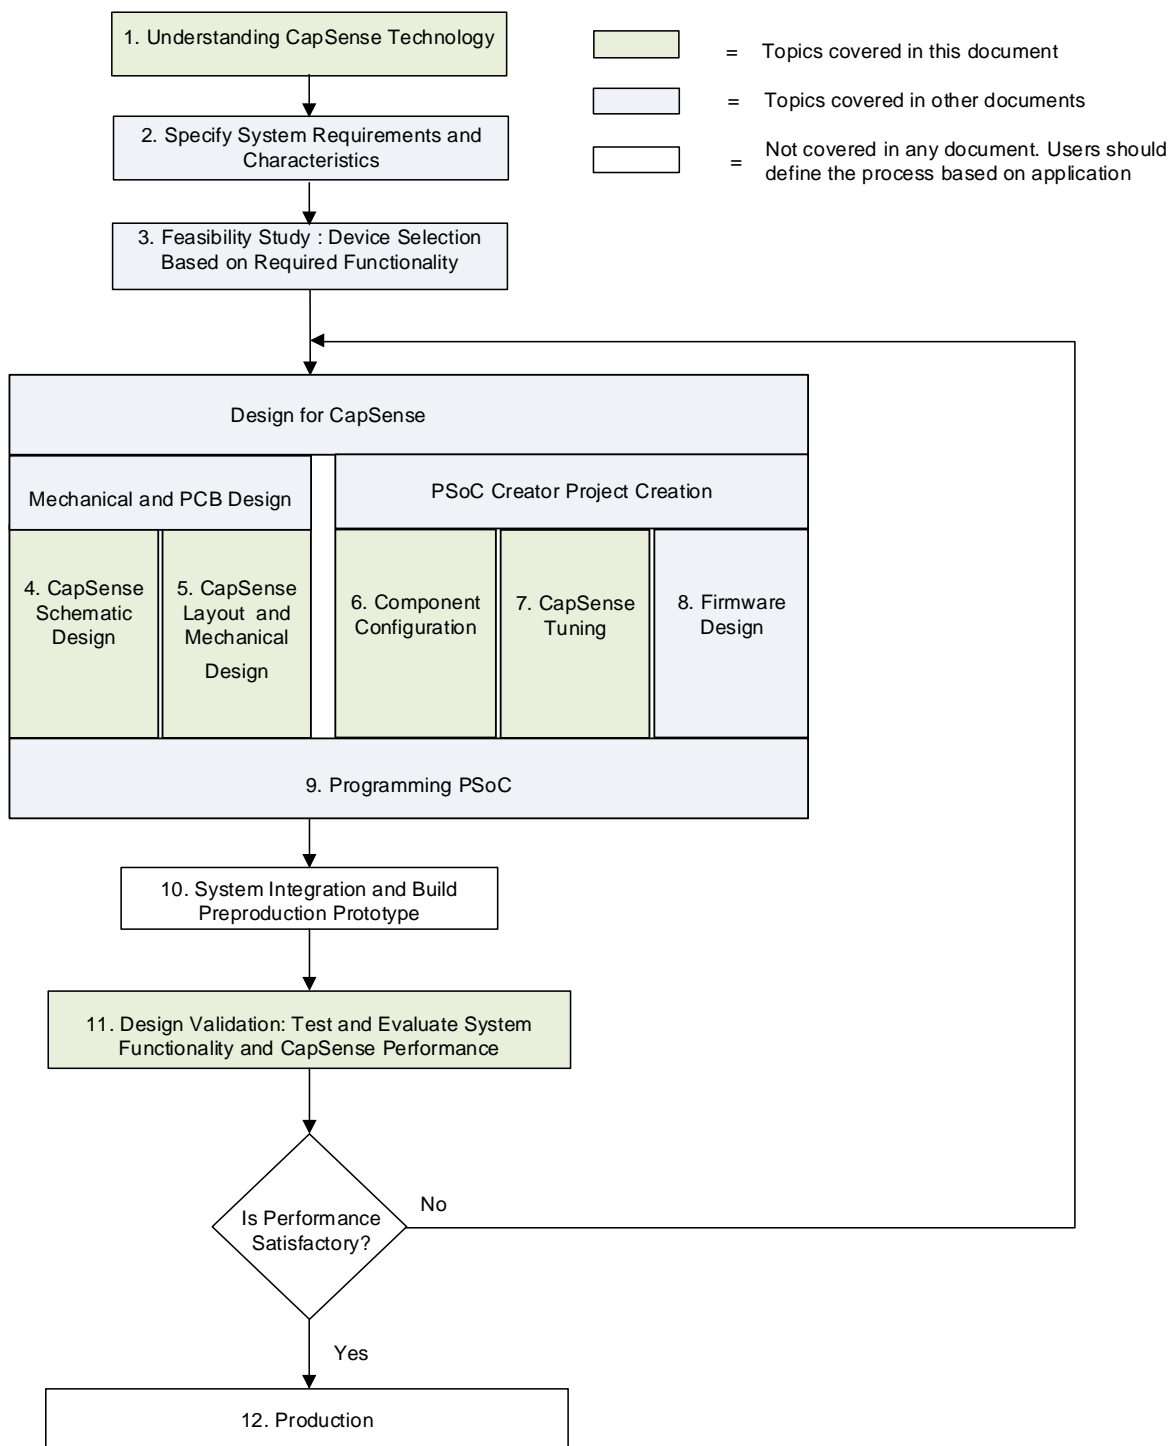 1. Understanding CapSense Technology
= Topics covered in this document
= Topics covered in other documents
= Not covered in any document. Users should
define the process based on application
2. Specify System Requirements and
Characteristics
3. Feasibility Study : Device Selection
Based on Required Functionality
Design for CapSense
Mechanical and PCB Design
PSoC Creator Project Creation
4. CapSense
Schematic
Design
5. CapSense
Layout and
Mechanical
Design
6. Component
Configuration
7. CapSense
Tuning
8. Firmware
Design
9. Programming PSoC
10. System Integration and Build
Preproduction Prototype
11. Design Validation: Test and Evaluate System
Functionality and CapSense Performance
Is Performance
Satisfactory?
No
Yes
12. Production